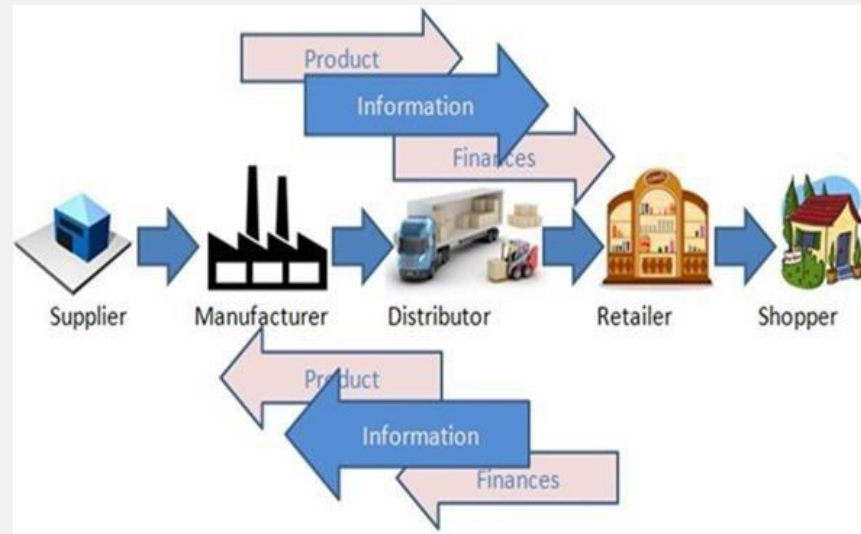 Product
Information
Finances
Supplier Manufacturer Distributor Retailer Shopper
Product
Information
Finances